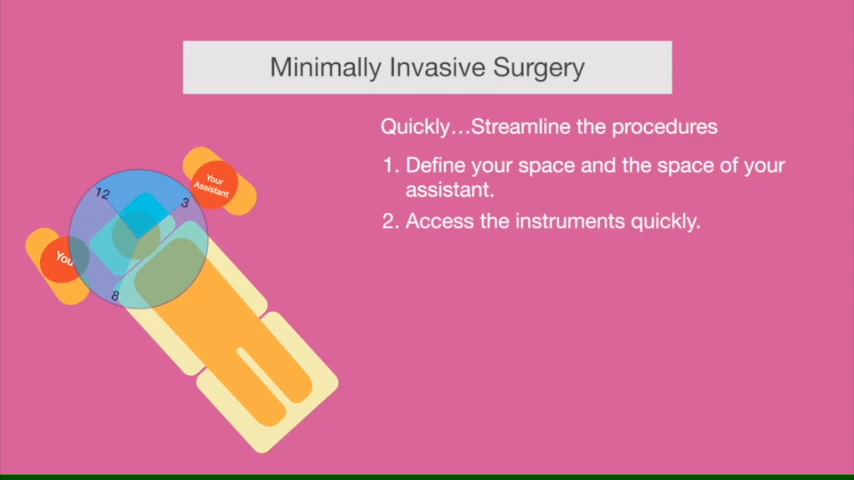 Minimally Invasive Surgery
Quickly...Streamline the procedures
1. Define your space and the space of your
assistant.
2. Access the instruments quickly.
Your
Assistant
12
3
You
8